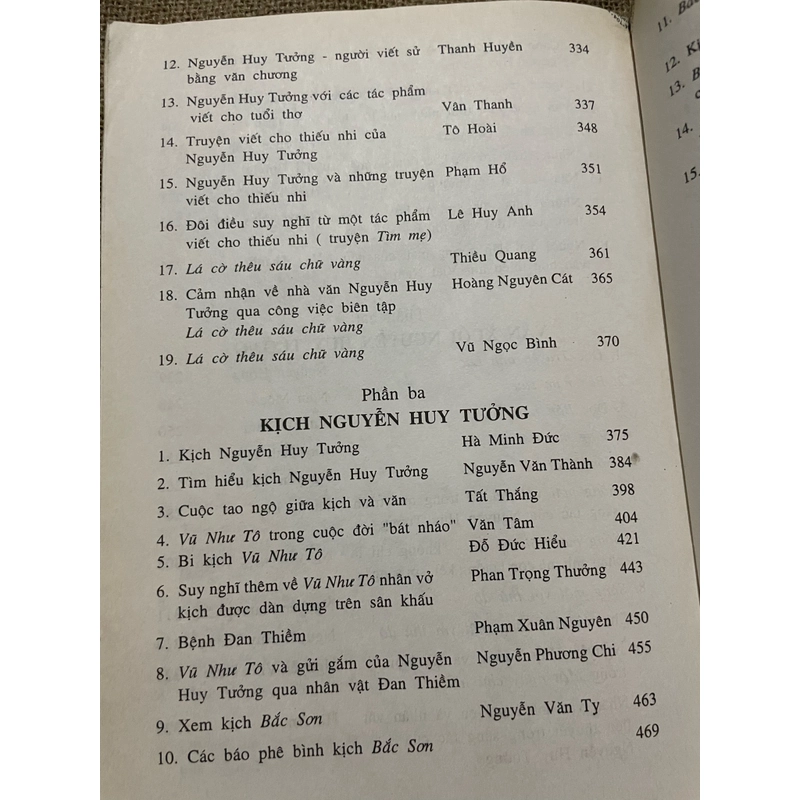 12. Nguyễn Huy Tưởng - người viết sử Thanh Huyên 334
bằng văn chương
13. Nguyễn Huy Tưởng với các tác phẩm
viết cho tuổi thơ Vân Thanh 337
14. Truyện viết cho thiếu nhi của Tô Hoài 348
Nguyễn Huy Tưởng
15. Nguyễn Huy Tưởng và những truyện Phạm Hổ 351
viết cho thiếu nhi
16. Đôi điều suy nghĩ từ một tác phẩm Lê Huy Anh 354
viết cho thiếu nhi ( truyện Tìm mẹ)
17. Lá cờ thêu sáu chữ vàng Thiều Quang 361
18. Cảm nhận về nhà văn Nguyễn Huy Hoàng Nguyên Cát 365
Tưởng qua công việc biên tập
Lá cờ thêu sáu chữ vàng
19. Lá cờ thêu sáu chữ vàng Vũ Ngọc Bình 370
Phần ba
KỊCH NGUYỄN HUY TƯỞNG
1. Kịch Nguyễn Huy Tưởng Hà Minh Đức 375
2. Tìm hiểu kịch Nguyễn Huy Tưởng Nguyễn Văn Thành 384
3. Cuộc tao ngộ giữa kịch và văn Tất Thắng 398
4. Vũ Như Tô trong cuộc đời "bát nháo" Văn Tâm 404
5. Bi kịch Vũ Như Tô Đỗ Đức Hiểu 421
6. Suy nghĩ thêm về Vũ Như Tô nhân vở Phan Trọng Thưởng 443
kịch được dàn dựng trên sân khấu
7. Bệnh Đan Thiềm Phạm Xuân Nguyên 450
8. Vũ Như Tô và gửi gắm của Nguyễn Nguyễn Phương Chi 455
Huy Tưởng qua nhân vật Đan Thiềm
9. Xem kịch Bắc Sơn Nguyễn Văn Ty 463
10. Các báo phê bình kịch Bắc Sơn 469
11.
12.
13.
14.
15.